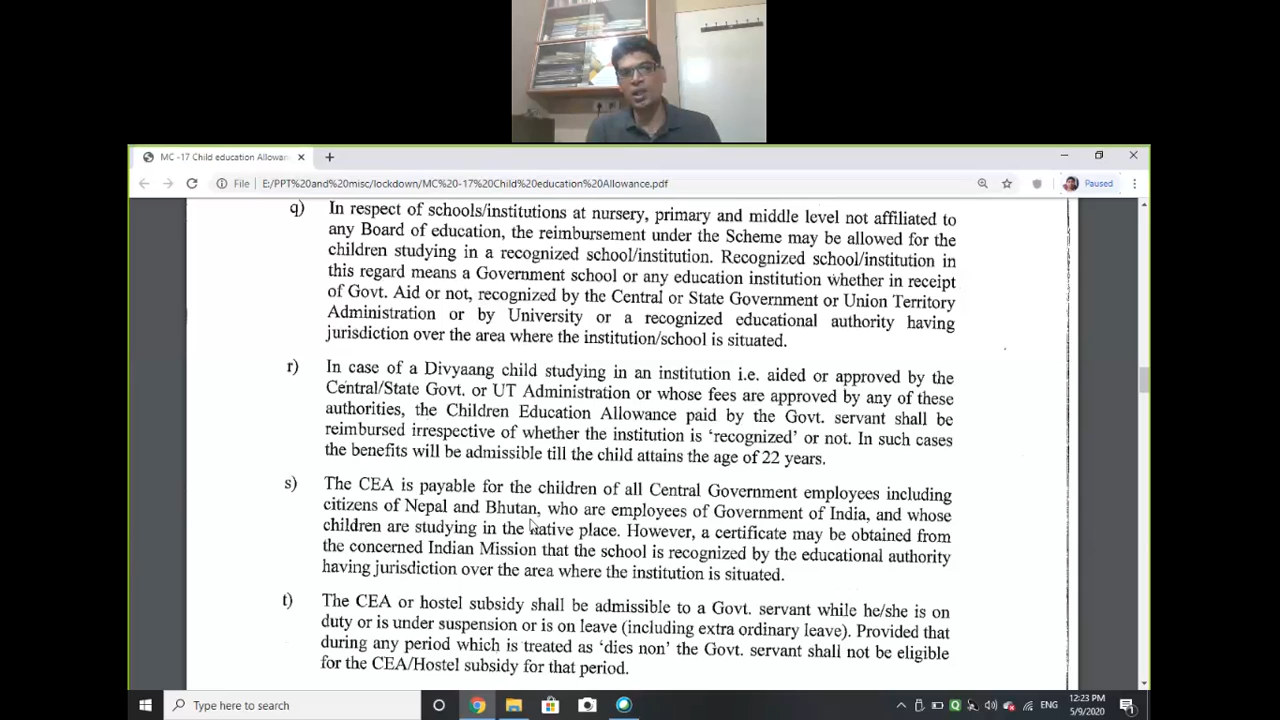 MC -17 Child education Allowan
File
E:/PPT%20and%20misc/lockdown/MC%20-17%20Child%20education%20Allowance.pdf
Paused
q) In respect of schools/institutions at nursery, primary and middle level not affiliated to
any Board of education, the reimbursement under the Scheme may be allowed for the
children studying in a recognized school/institution. Recognized school/institution in
this regard means a Government school or any education institution whether in receipt
of Govt. Aid or not, recognized by the Central or State Government or Union Territory
Administration or by University or a recognized educational authority having
jurisdiction over the area where the institution/school is situated.
r) In case of a Divyaang child studying in an institution i.e. aided or approved by the
Central/State Govt. or UT Administration or whose fees are approved by any of these
authorities, the Children Education Allowance paid by the Govt. servant shall be
reimbursed irrespective of whether the institution is 'recognized' or not. In such cases
the benefits will be admissible till the child attains the age of 22 years.
s) The CEA is payable for the children of all Central Government employees including
citizens of Nepal and Bhutan, who are employees of Government of India, and whose
children are studying in the native place. However, a certificate may be obtained from
the concerned Indian Mission that the school is recognized by the educational authority
having jurisdiction over the area where the institution is situated.
t) The CEA or hostel subsidy shall be admissible to a Govt. servant while he/she is on
duty or is under suspension or is on leave (including extra ordinary leave). Provided that
during any period which is treated as 'dies non' the Govt. servant shall not be eligible
for the CEA/Hostel subsidy for that period.
Type here to search
ENG
12:23 PM
5/9/2020
1